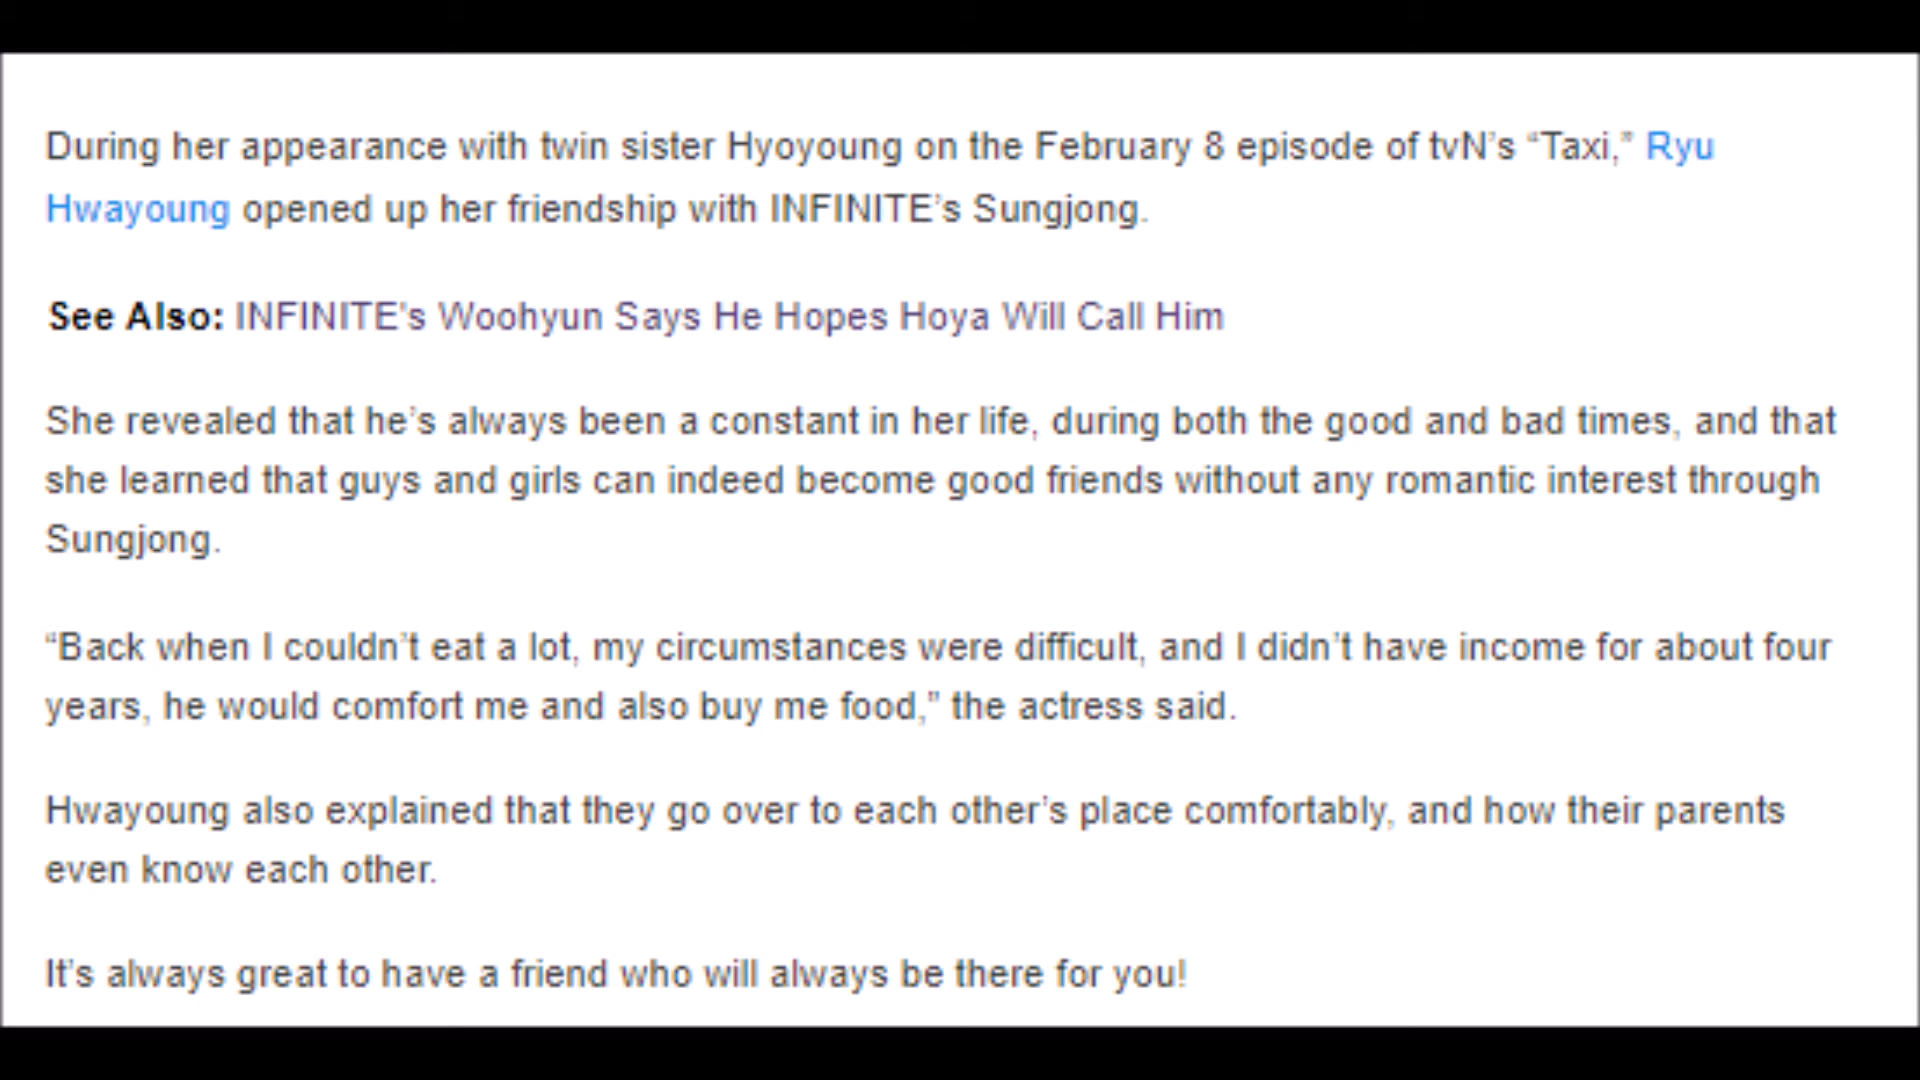 During her appearance with twin sister Hyoyoung on the February 8 episode of tvN’s “Taxi,” Ryu
Hwayoung opened up her friendship with INFINITE’s Sungjong.
See Also: INFINITE's Woohyun Says He Hopes Hoya Will Call Him
She revealed that he’s always been a constant in her life, during both the good and bad times, and that
she learned that guys and girls can indeed become good friends without any romantic interest through
Sungjong.
“Back when I couldn’t eat a lot, my circumstances were difficult, and I didn’t have income for about four
years, he would comfort me and also buy me food,” the actress said.
Hwayoung also explained that they go over to each other’s place comfortably, and how their parents
even know each other.
It’s always great to have a friend who will always be there for you!